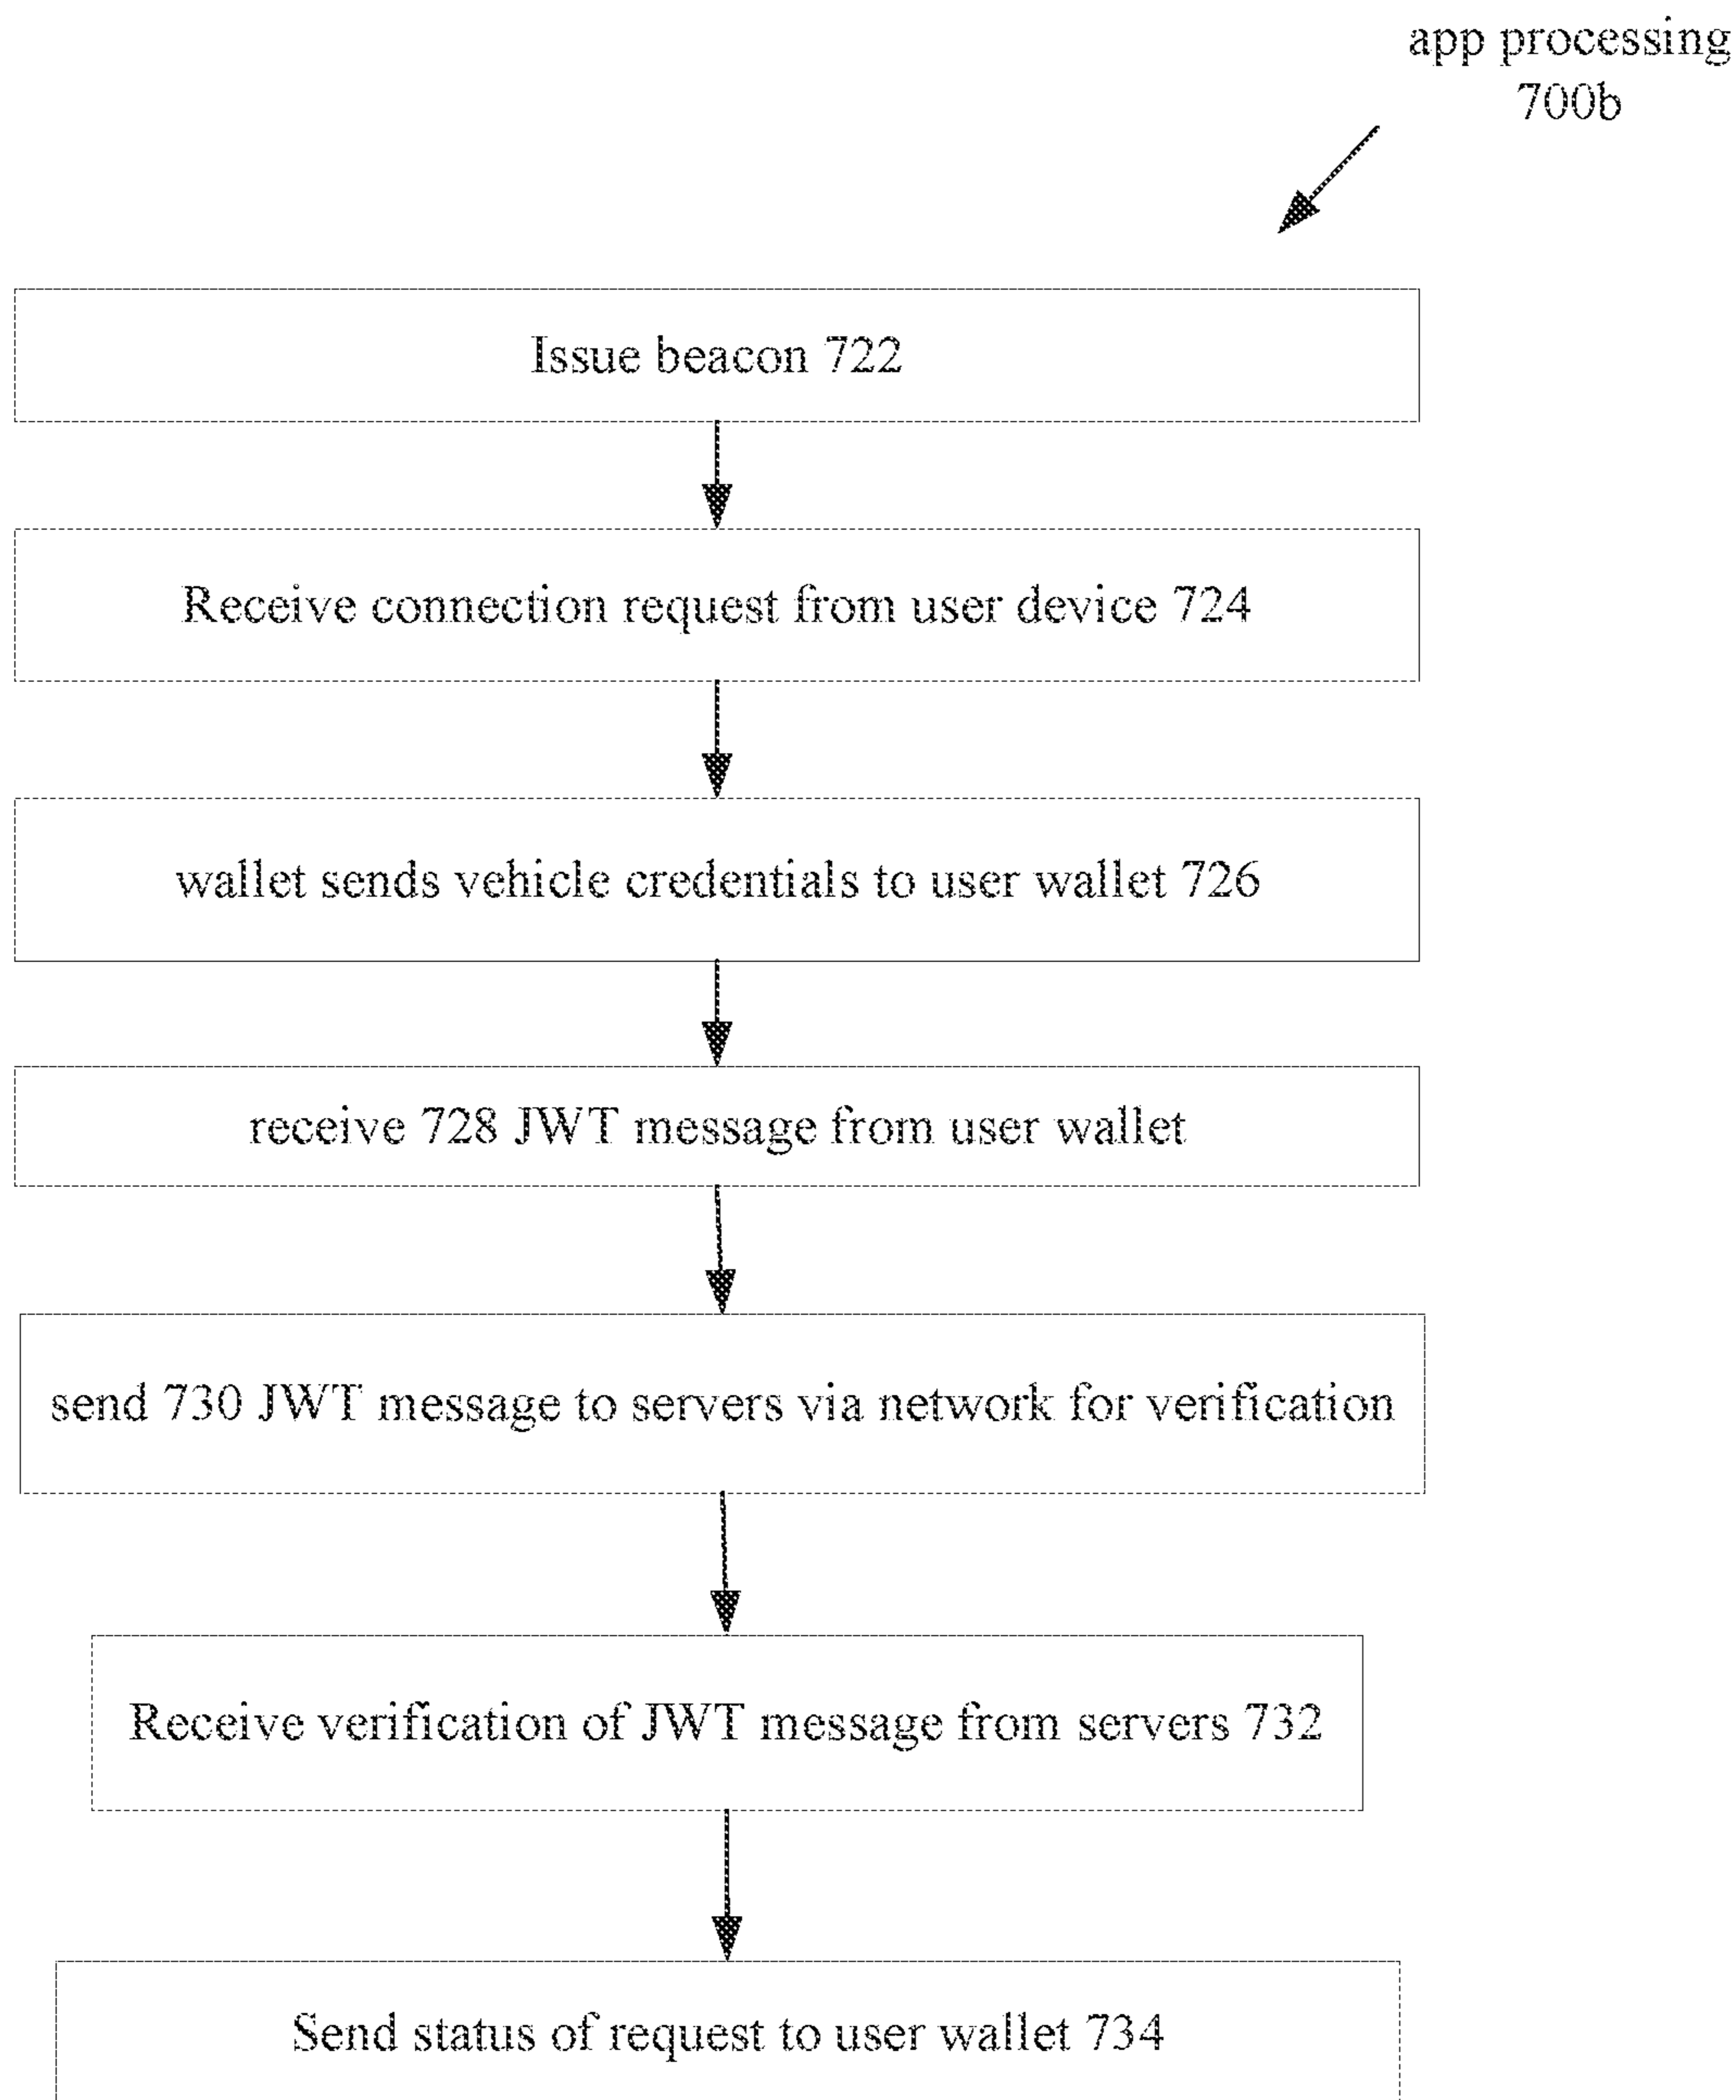 app processing
700b
Issue beacon 722
Receive connection request from user device 724
wallet sends vehicle credentials to user wallet 726
receive 728 JWT message from user wallet
send 730 JWT message to servers via network for verification
Receive verification of JWT message from servers 732
Send status of request to user wallet 734